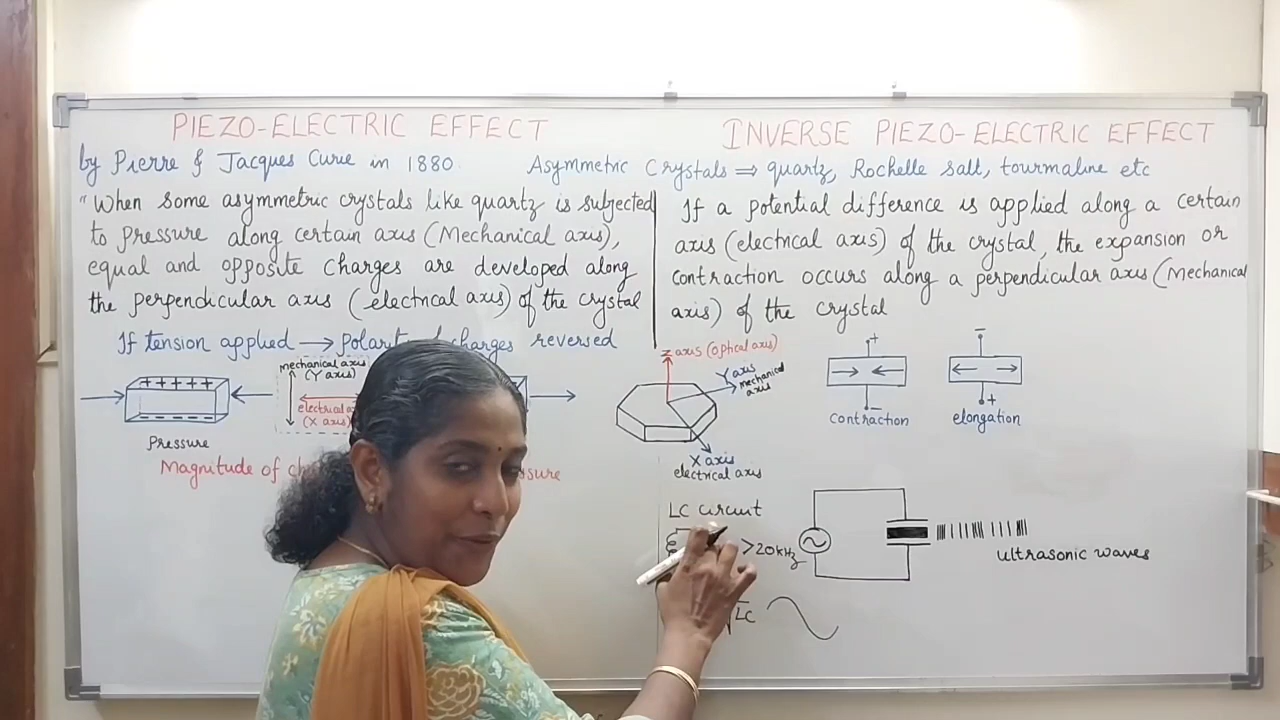 PIEZO-ELECTRIC EFFECT
by Pierre & Jacques Curie in 1880.
"When some asymmetric crystals like quartz is subjected
to pressure along certain axis (Mechanical axis),
equal and opposite charges are developed along
the perpendicular axis (electrical axis) of the crystal
If tension applied → reversed
+++++
mechanical axis
(Y axis)
electrical
(X axis)
Pressure
Magnitude of
INVERSE PIEZO-ELECTRIC EFFECT
Asymmetric Crystals ⇒ quartz, Rochelle salt, tourmaline etc
If a potential difference is applied along a certain
axis (electrical axis) of the crystal, the expansion or
contraction occurs along a perpendicular axis (Mechanical
axis) of the crystal
Z axis (optical axis)
Y axis
mechanical
axis
X axis
electrical axis
+
−
contraction
−
+
elongation
LC circuit
>20kHz
√LC
ultrasonic waves